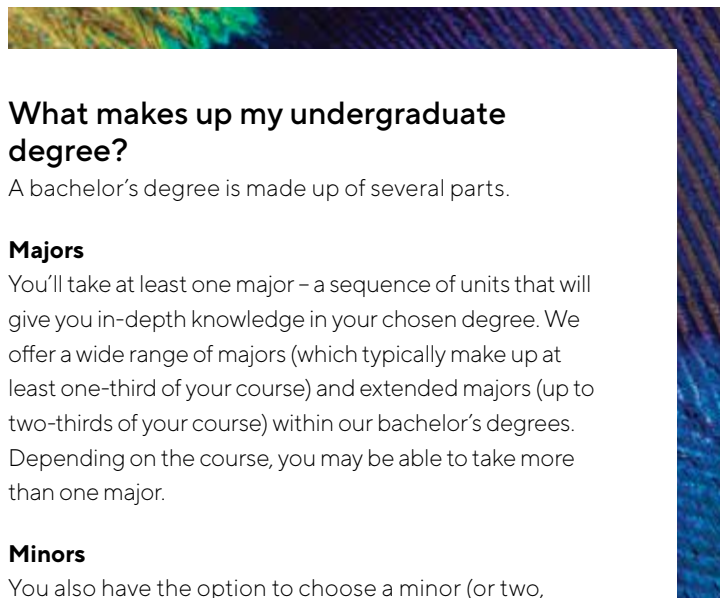 What makes up my undergraduate
degree?
A bachelor's degree is made up of several parts.
Majors
You'll take at least one major – a sequence of units that will
give you in-depth knowledge in your chosen degree. We
offer a wide range of majors (which typically make up at
least one-third of your course) and extended majors (up to
two-thirds of your course) within our bachelor's degrees.
Depending on the course, you may be able to take more
than one major.
Minors
You also have the option to choose a minor (or two,